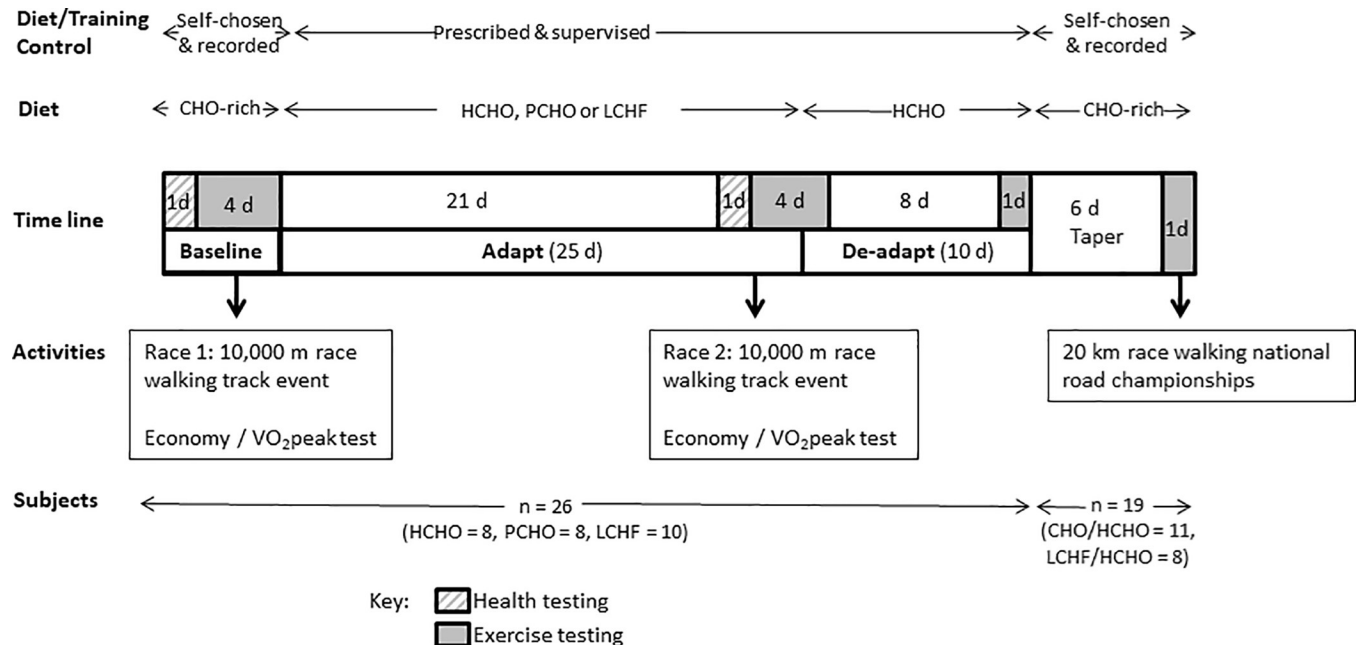 Diet/Training Control
Self-chosen & recorded
Prescribed & supervised
Self-chosen & recorded
Diet
CHO-rich
HCHO, PCHO or LCHF
HCHO
CHO-rich
Time line
1d
4 d
21 d
1d
4 d
8 d
1d
6 d
Taper
1d
Baseline
Adapt (25 d)
De-adapt (10 d)
Activities
Race 1: 10,000 m race
walking track event
Economy / VO₂peak test
Race 2: 10,000 m race
walking track event
Economy / VO₂peak test
20 km race walking national
road championships
Subjects
n = 26
(HCHO = 8, PCHO = 8, LCHF = 10)
n = 19
(CHO/HCHO = 11,
LCHF/HCHO = 8)
Key:
Health testing
Exercise testing